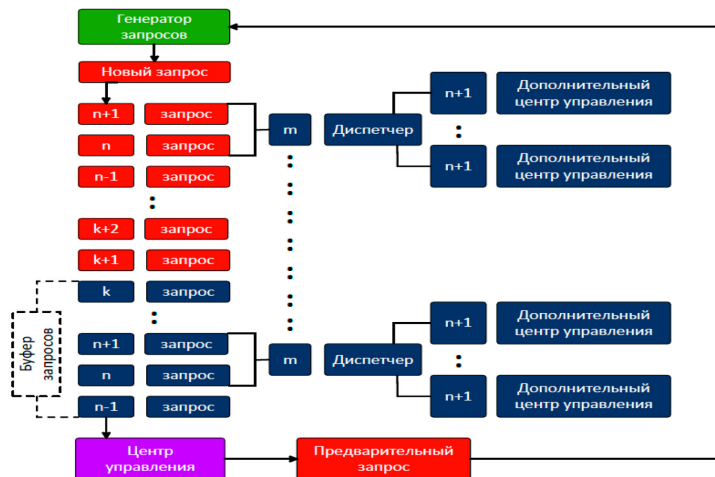 Генератор
запросов
Новый запрос
n+1 запрос
n запрос
n-1 запрос
k+2 запрос
k+1 запрос
k запрос
n+1 запрос
n запрос
n-1 запрос
Буфер
запросов
m Диспетчер
n+1 Дополнительный
центр управления
n+1 Дополнительный
центр управления
m Диспетчер
n+1 Дополнительный
центр управления
n+1 Дополнительный
центр управления
Центр
управления
Предварительный
запрос